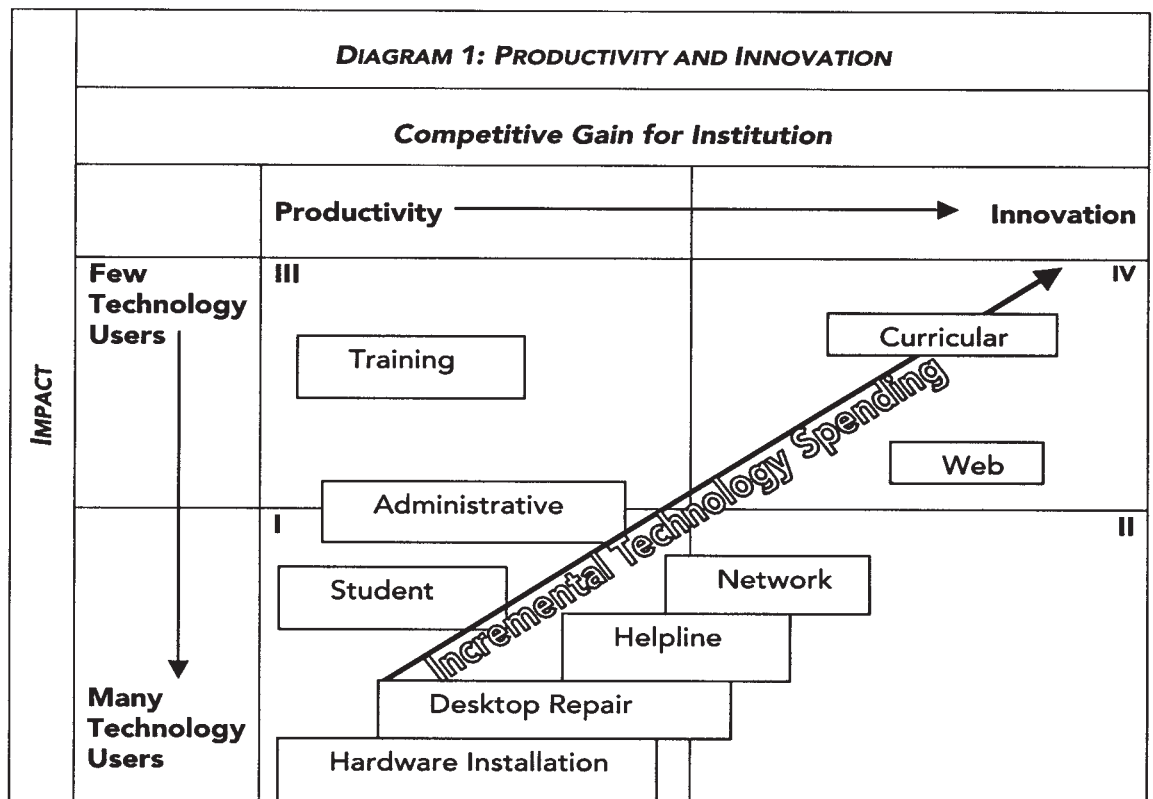 DIAGRAM 1: PRODUCTIVITY AND INNOVATION
Competitive Gain for Institution
Productivity
Innovation
IMPACT
Few
Technology
Users
III
IV
Training
Curricular
Incremental Technology Spending
Web
Administrative
I
II
Student
Network
Helpline
Many
Technology
Users
Desktop Repair
Hardware Installation